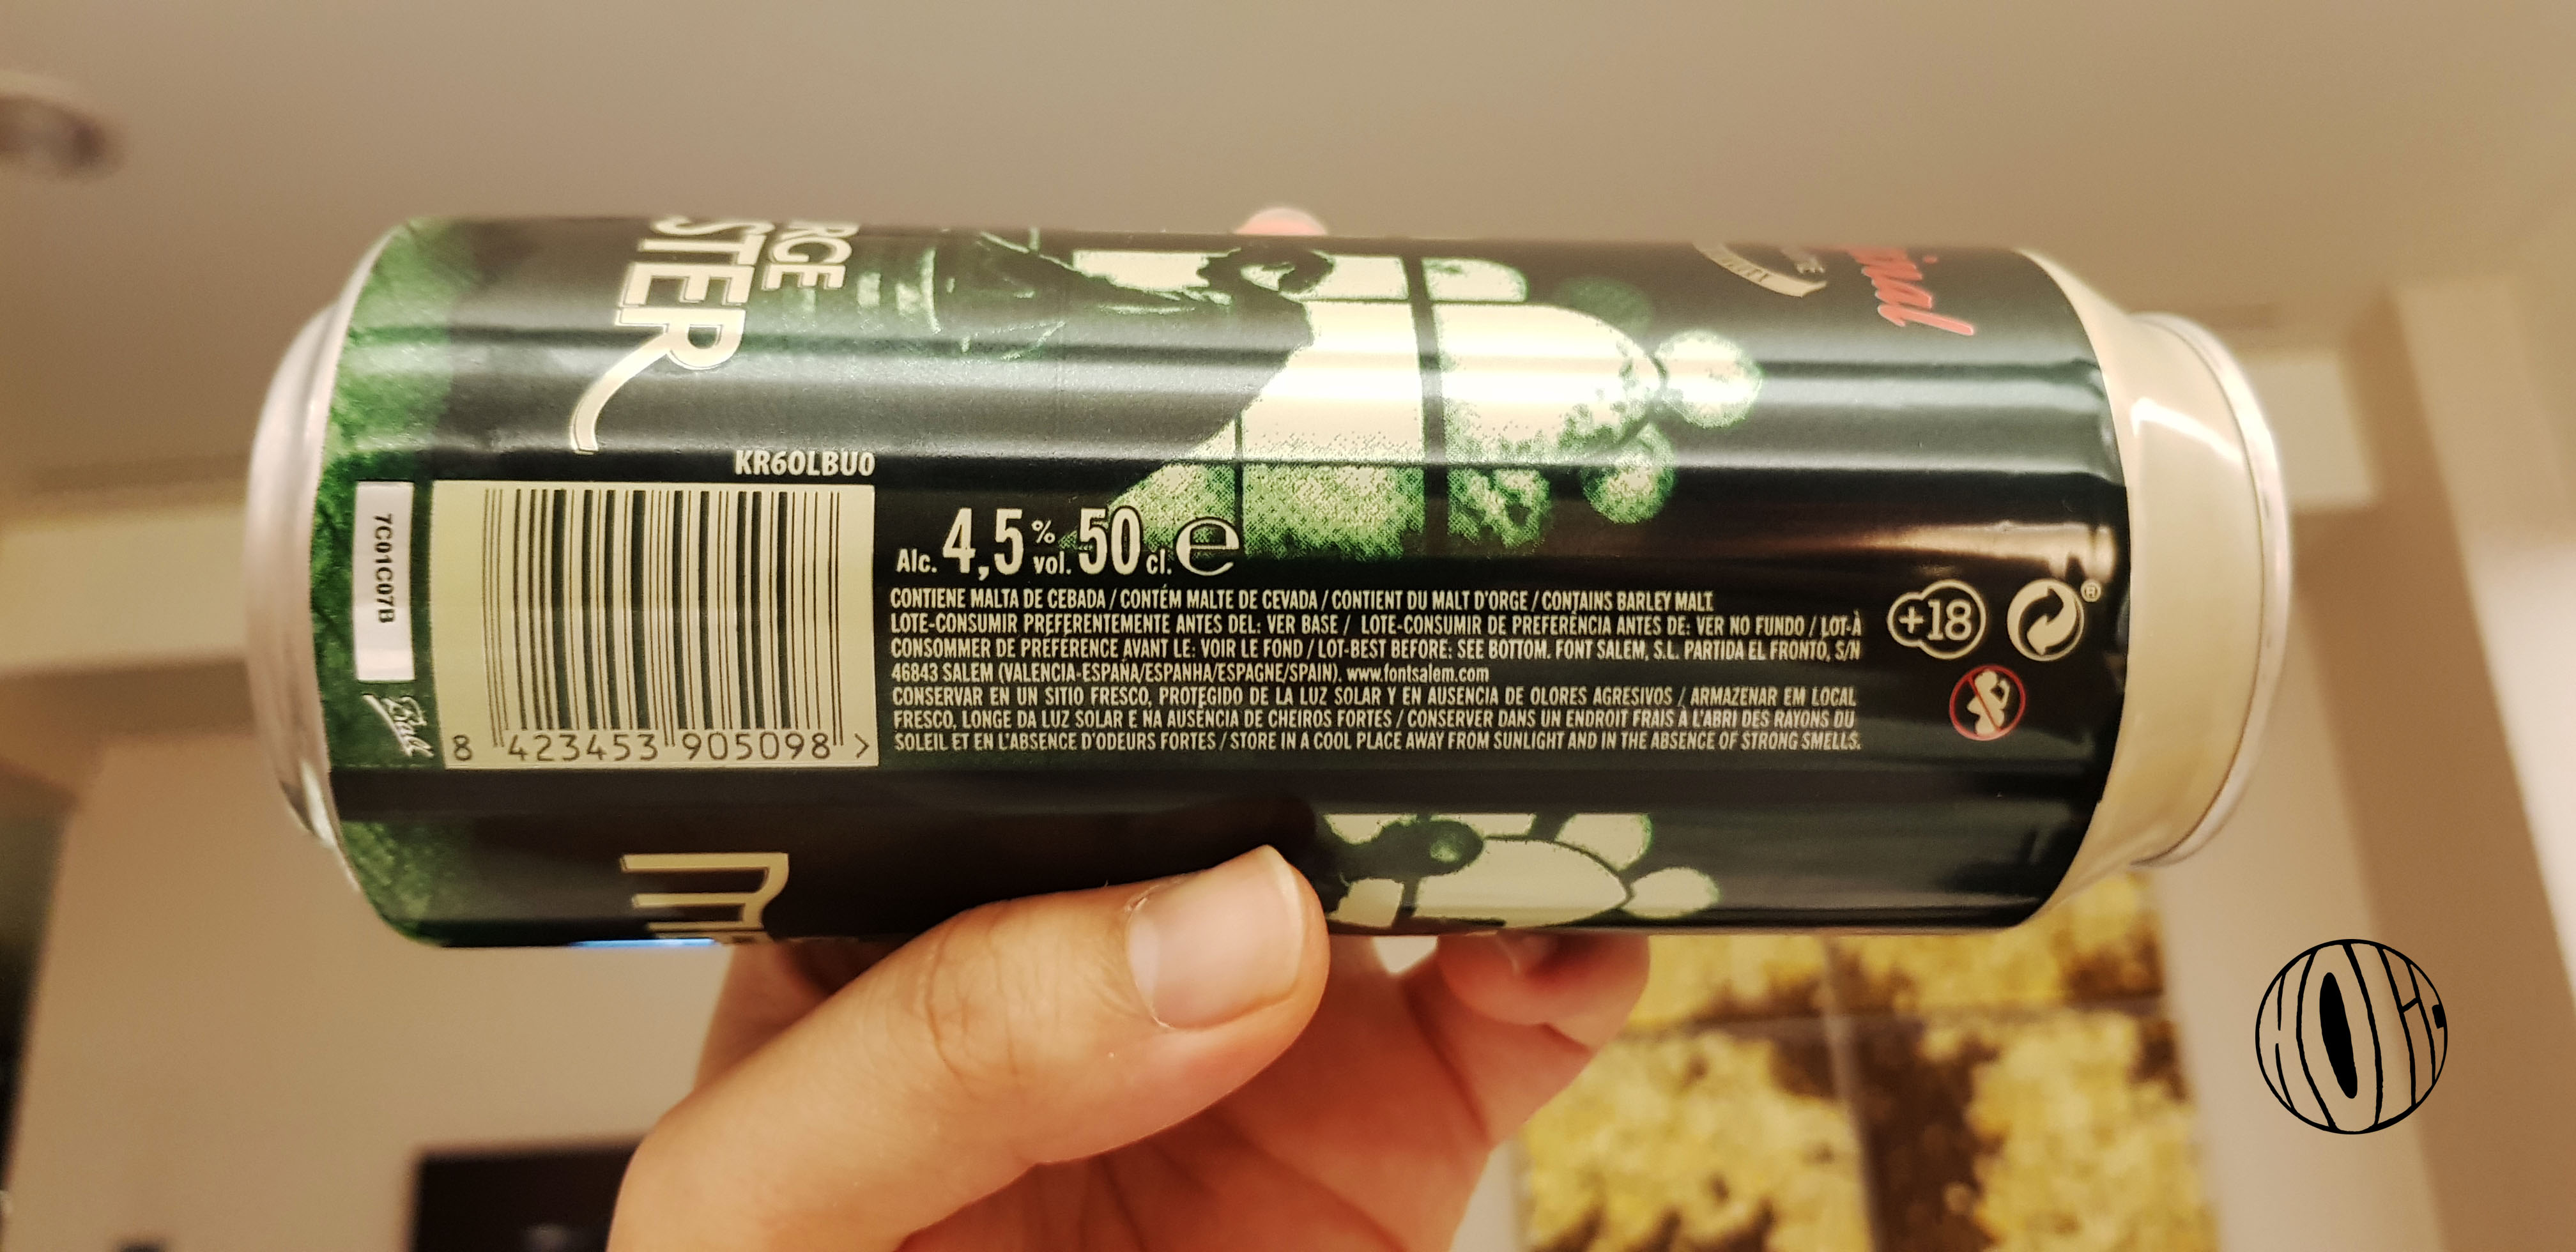 RGE
STER
inal
KR60LBU0
7C01C07B
Ball
8 423453 905098 >
Alc. 4,5 % vol. 50 cl. e
CONTIENE MALTA DE CEBADA / CONTÉM MALTE DE CEVADA / CONTIENT DU MALT D'ORGE / CONTAINS BARLEY MALT
LOTE-CONSUMIR PREFERENTEMENTE ANTES DEL: VER BASE / LOTE-CONSUMIR DE PREFERÊNCIA ANTES DE: VER NO FUNDO / LOT-À
CONSOMMER DE PRÉFÉRENCE AVANT LE: VOIR LE FOND / LOT-BEST BEFORE: SEE BOTTOM. FONT SALEM, S.L. PARTIDA EL FRONTÓ, S/N
46843 SALEM (VALENCIA-ESPAÑA/ESPANHA/ESPAGNE/SPAIN). www.fontsalem.com
CONSERVAR EN UN SITIO FRESCO, PROTEGIDO DE LA LUZ SOLAR Y EN AUSENCIA DE OLORES AGRESIVOS / ARMAZENAR EM LOCAL
FRESCO, LONGE DA LUZ SOLAR E NA AUSÊNCIA DE CHEIROS FORTES / CONSERVER DANS UN ENDROIT FRAIS À L'ABRI DES RAYONS DU
SOLEIL ET EN L'ABSENCE D'ODEURS FORTES / STORE IN A COOL PLACE AWAY FROM SUNLIGHT AND IN THE ABSENCE OF STRONG SMELLS.
+18
®
m
HOLIC